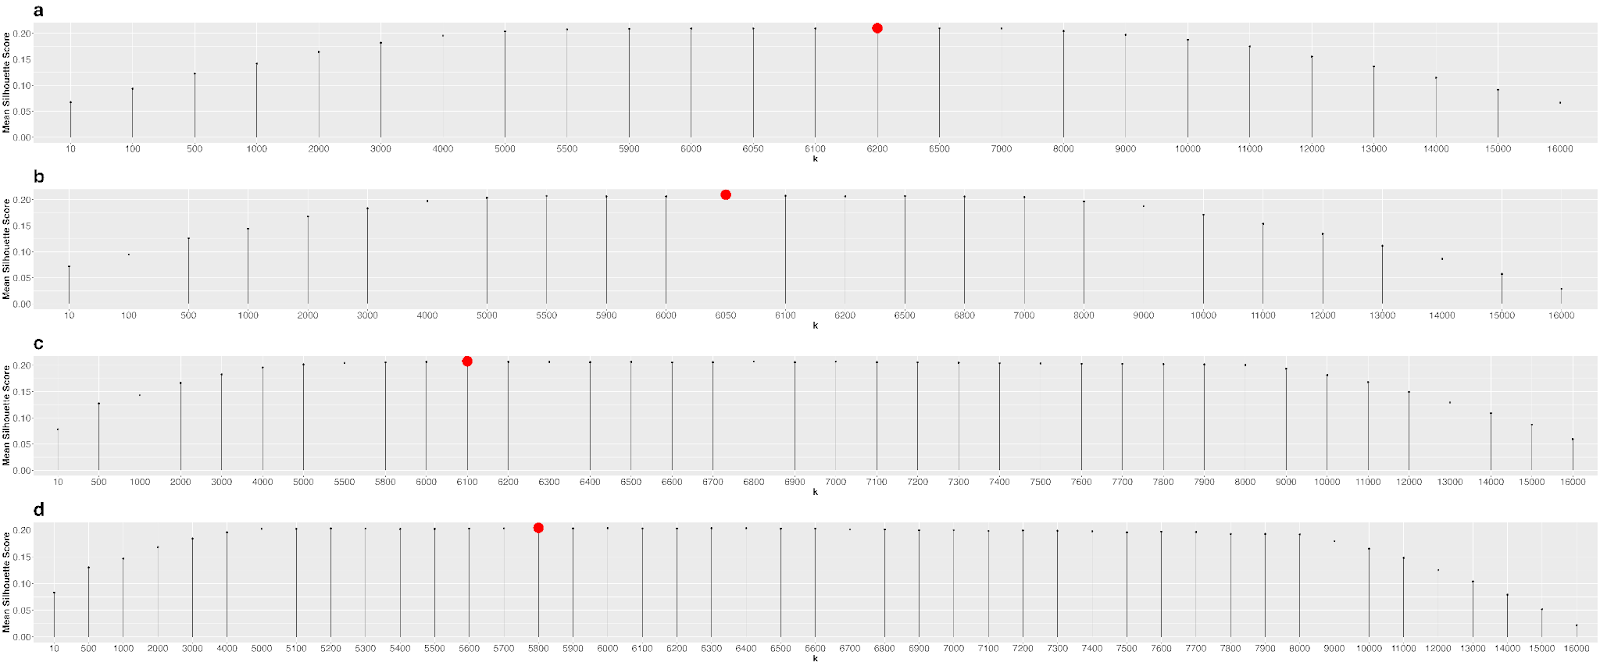 a
Mean Silhouette Score
0.20
0.15
0.10
0.05
0.00
10 100 500 1000 2000 3000 4000 5000 5500 5900 6000 6050 6100 6200 6500 7000 8000 9000 10000 11000 12000 13000 14000 15000 16000
k
b
Mean Silhouette Score
0.20
0.15
0.10
0.05
0.00
10 100 500 1000 2000 3000 4000 5000 5500 5900 6000 6050 6100 6200 6500 6800 7000 8000 9000 10000 11000 12000 13000 14000 15000 16000
k
c
Mean Silhouette Score
0.20
0.15
0.10
0.05
0.00
10 500 1000 2000 3000 4000 5000 5500 5800 6000 6100 6200 6300 6400 6500 6600 6700 6800 6900 7000 7100 7200 7300 7400 7500 7600 7700 7800 7900 8000 9000 10000 11000 12000 13000 14000 15000 16000
k
d
Mean Silhouette Score
0.20
0.15
0.10
0.05
0.00
10 500 1000 2000 3000 4000 5000 5100 5200 5300 5400 5500 5600 5700 5800 5900 6000 6100 6200 6300 6400 6500 6600 6700 6800 6900 7000 7100 7200 7300 7400 7500 7600 7700 7800 7900 8000 9000 10000 11000 12000 13000 14000 15000 16000
k